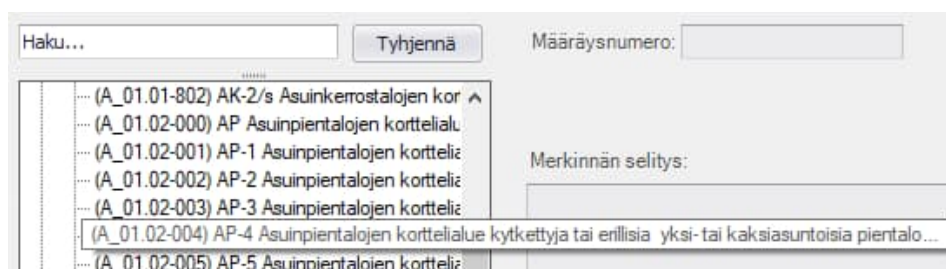 Haku...
Tyhjennä
Määräysnumero:
(A_01.01-802) AK-2/s Asuinkerrostalojen kor
(A_01.02-000) AP Asuinpientalojen korttelialu
(A_01.02-001) AP-1 Asuinpientalojen korttelia
(A_01.02-002) AP-2 Asuinpientalojen korttelia
(A_01.02-003) AP-3 Asuinpientalojen korttelia
(A_01.02-004) AP-4 Asuinpientalojen korttelialue kytkettyja tai erillisia yksi- tai kaksiasuntoisia pientalo...
(A_01.02-005) AP-5 Asuinpientalojen korttelia
Merkinnän selitys: